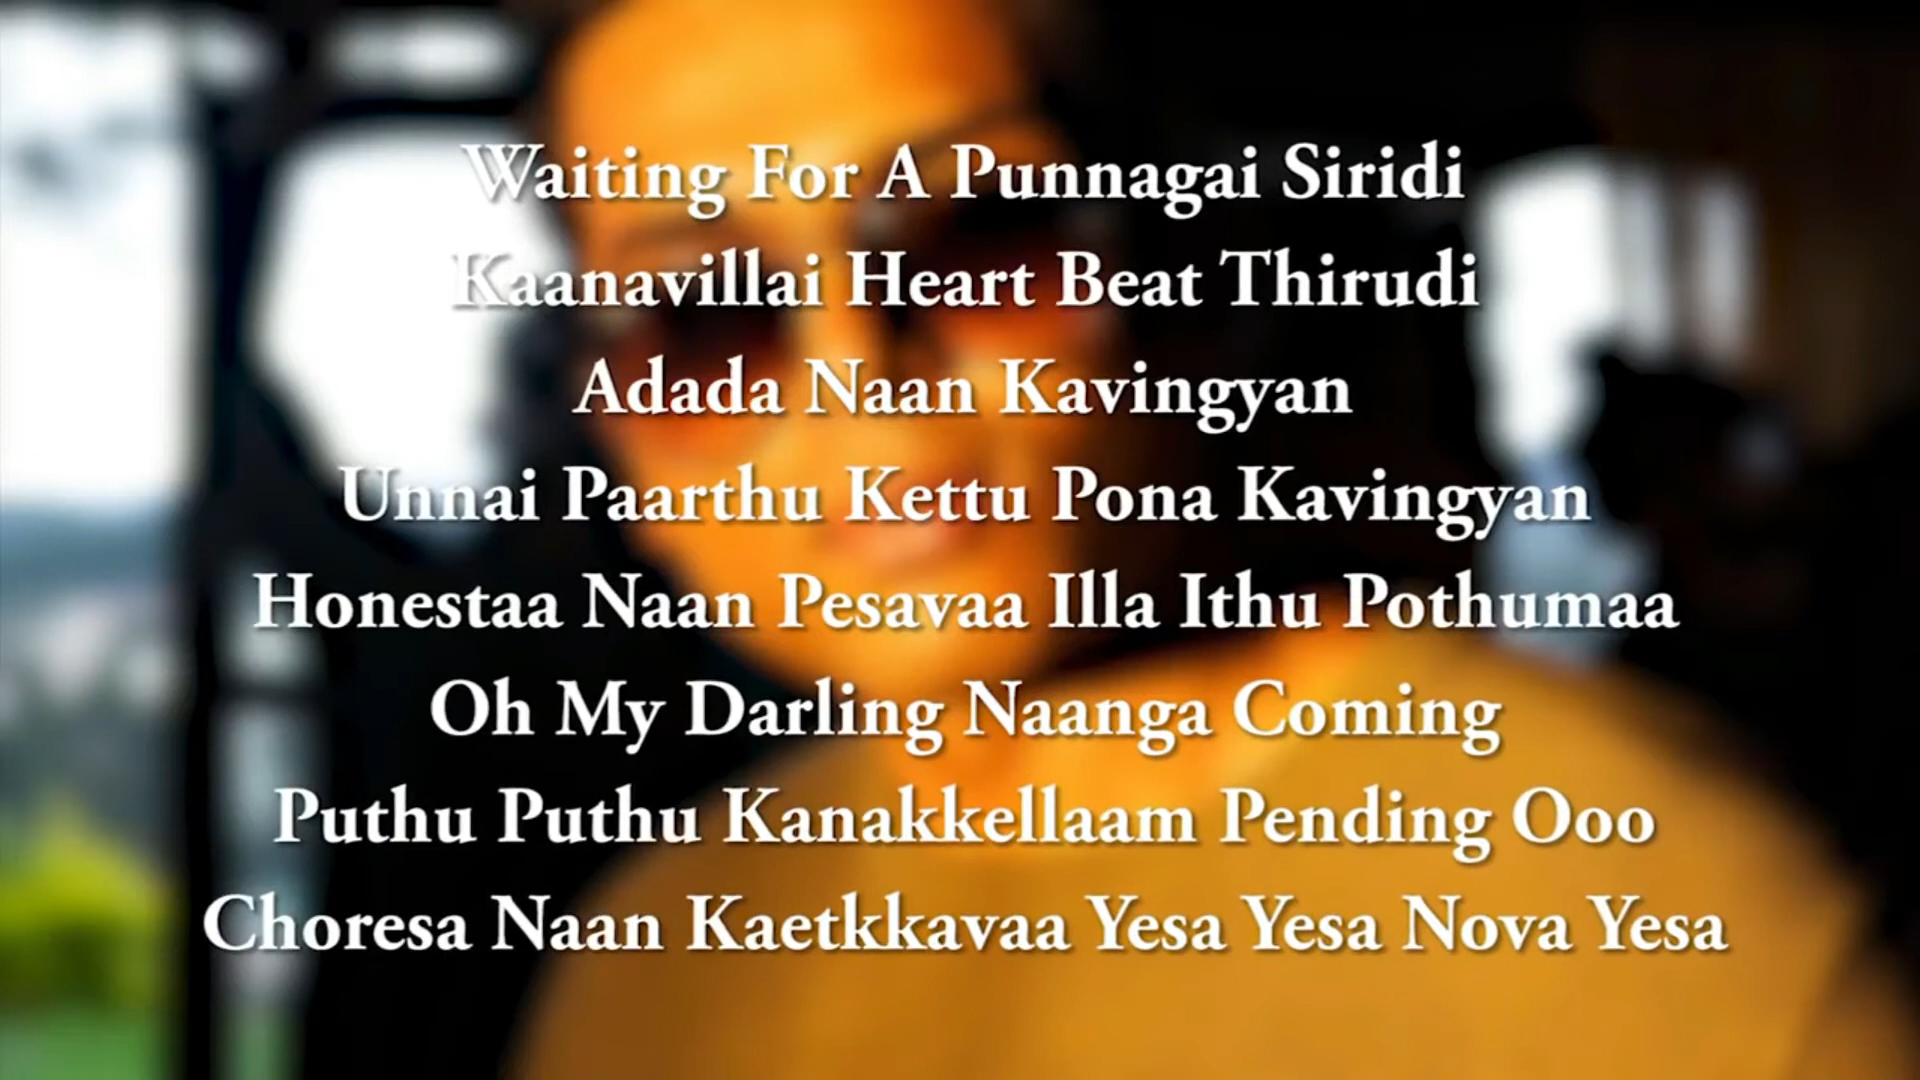 Waiting For A Punnagai Siridi
Kaanavillai Heart Beat Thirudi
Adada Naan Kavingyan
Unnai Paarthu Kettu Pona Kavingyan
Honestaa Naan Pesavaa Illa Ithu Pothumaa
Oh My Darling Naanga Coming
Puthu Puthu Kanakkellaam Pending Ooo
Choresa Naan Kaetkkavaa Yesa Yesa Nova Yesa